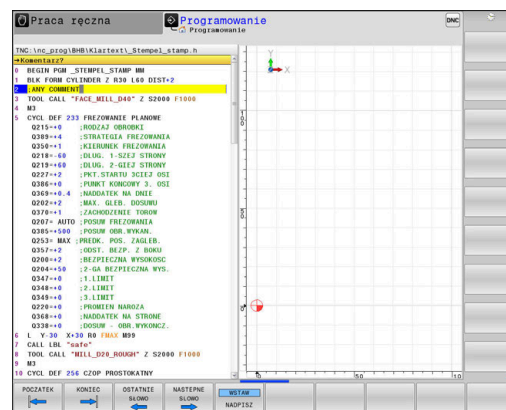 Praca ręczna
Programowanie
Programowanie
DNC
TNC:\nc_prog\BHB\Klartext\_Stempel_stamp.h
→Komentarz?
0 BEGIN PGM _STEMPEL_STAMP MM
1 BLK FORM CYLINDER Z R30 L60 DIST+2
2 ;ANY COMMENT
3 TOOL CALL "FACE_MILL_D40" Z S2000 F1000
4 M3
5 CYCL DEF 233 FREZOWANIE PLANOWE
Q215=+0 ;RODZAJ OBROBKI
Q389=+4 ;STRATEGIA FREZOWANIA
Q350=+1 ;KIERUNEK FREZOWANIA
Q218=-60 ;DLUG. 1-SZEJ STRONY
Q219=+60 ;DLUG. 2-GIEJ STRONY
Q227=+2 ;PKT.STARTU 3CIEJ OSI
Q386=+0 ;PUNKT KONCOWY 3. OSI
Q369=+0.4 ;NADDATEK NA DNIE
Q202=+2 ;MAX. GLEB. DOSUWU
Q370=+1 ;ZACHODZENIE TOROW
Q207= AUTO ;POSUW FREZOWANIA
Q385=+500 ;POSUW OBR.WYKAN.
Q253= MAX ;PREDK. POS. ZAGLEB.
Q357=+2 ;ODST. BEZP. Z BOKU
Q200=+2 ;BEZPIECZNA WYSOKOSC
Q204=+50 ;2-GA BEZPIECZNA WYS.
Q347=+0 ;1.LIMIT
Q348=+0 ;2.LIMIT
Q349=+0 ;3.LIMIT
Q220=+0 ;PROMIEN NAROZA
Q368=+0 ;NADDATEK NA STRONE
Q338=+0 ;DOSUW - OBR.WYKONCZ.
6 L Y-30 X+30 R0 FMAX M99
7 CALL LBL "safe"
8 TOOL CALL "MILL_D20_ROUGH" Z S2000 F1000
9 M3
10 CYCL DEF 256 CZOP PROSTOKATNY
Y
X
100
50
0
0
50
100
POCZATEK
KONIEC
OSTATNIE
SŁOWO
NASTEPNE
SŁOWO
WSTAW
NADPISZ